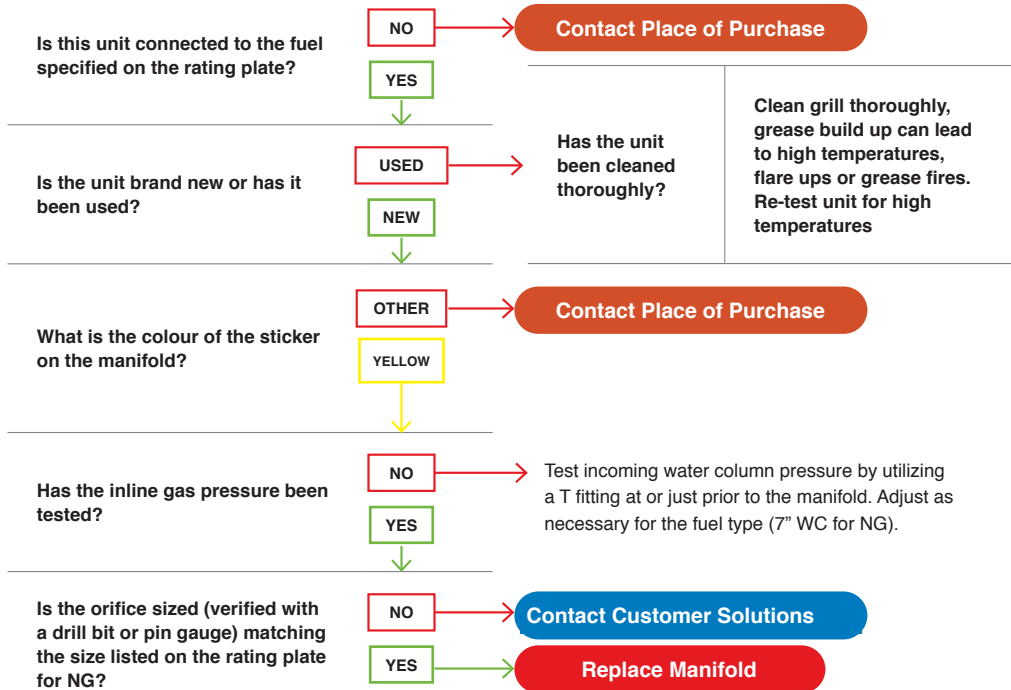 Is this unit connected to the fuel
specified on the rating plate?
NO
Contact Place of Purchase
YES
Is the unit brand new or has it
been used?
USED
Has the unit
been cleaned
thoroughly?
Clean grill thoroughly,
grease build up can lead
to high temperatures,
flare ups or grease fires.
Re-test unit for high
temperatures
NEW
What is the colour of the sticker
on the manifold?
OTHER
Contact Place of Purchase
YELLOW
Has the inline gas pressure been
tested?
NO
Test incoming water column pressure by utilizing
a T fitting at or just prior to the manifold. Adjust as
necessary for the fuel type (7” WC for NG).
YES
Is the orifice sized (verified with
a drill bit or pin gauge) matching
the size listed on the rating plate
for NG?
NO
Contact Customer Solutions
YES
Replace Manifold